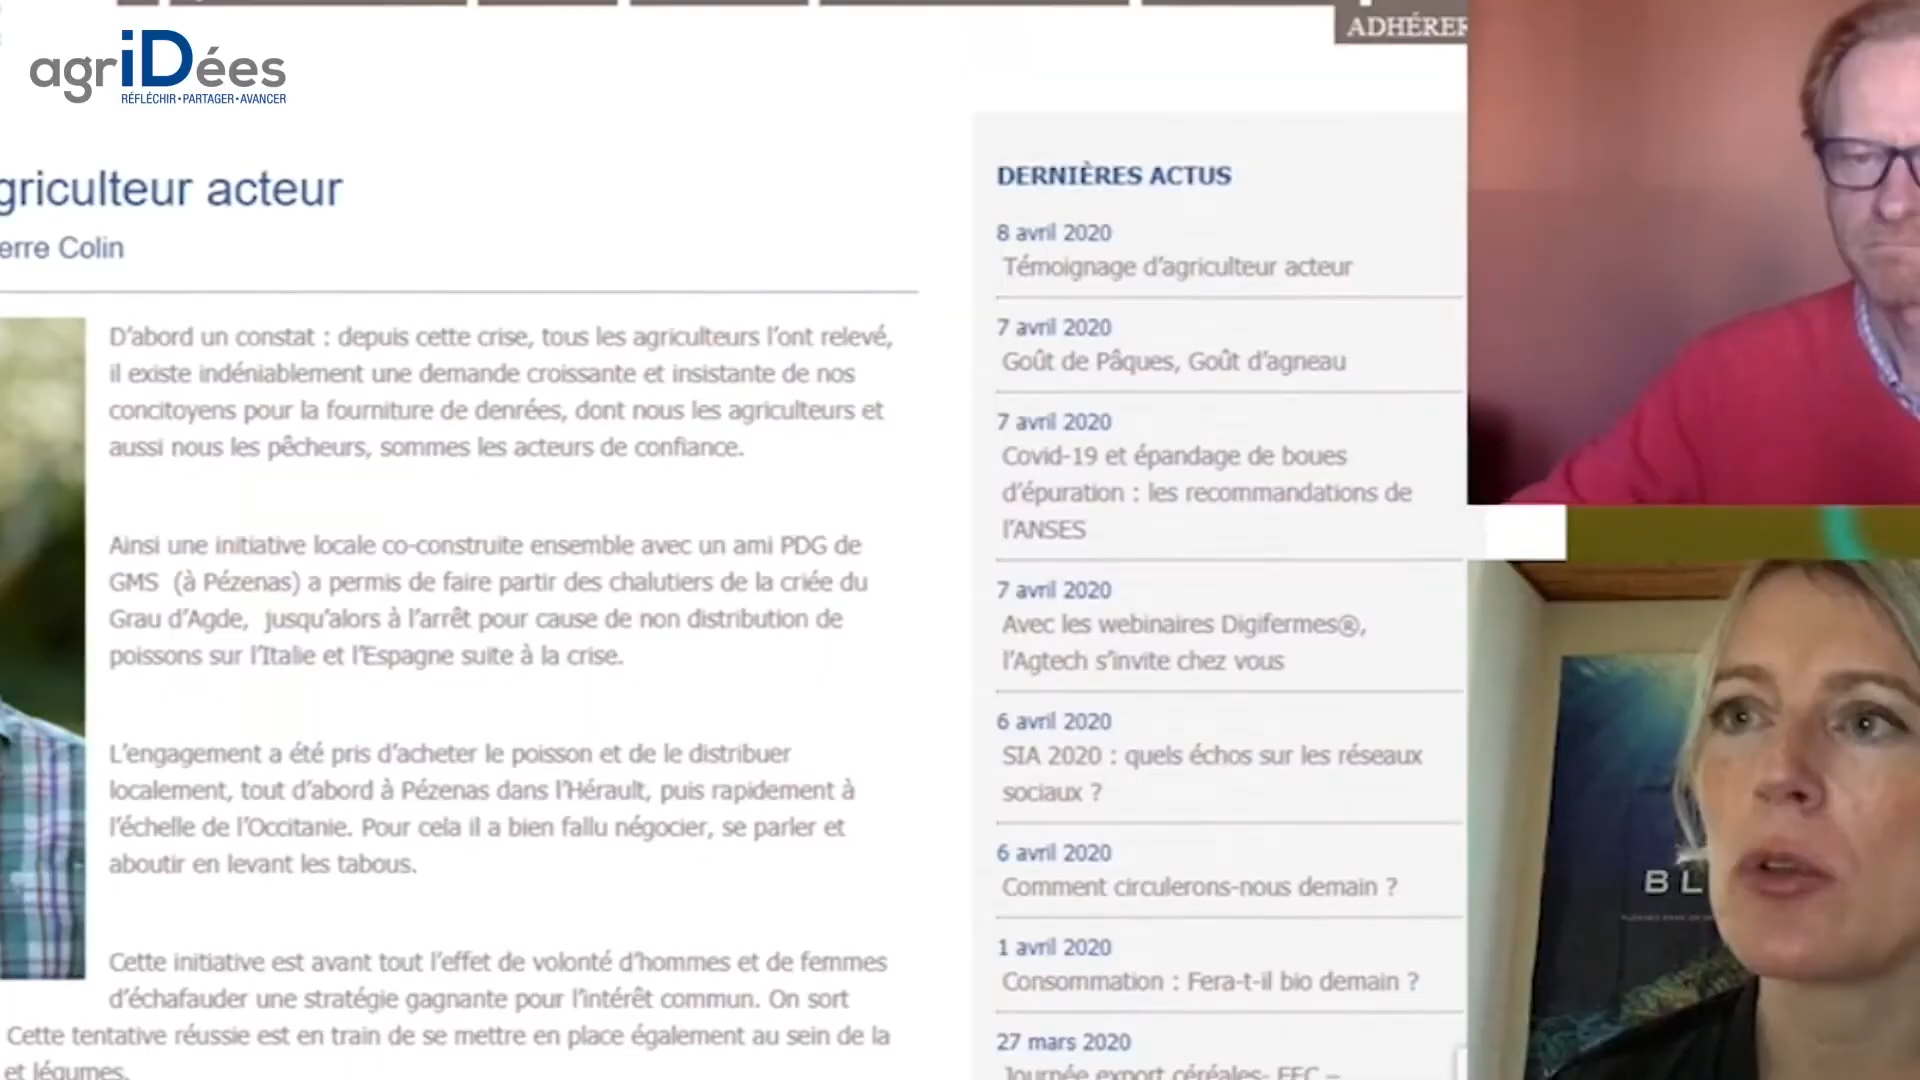 ADHÉRER
agriDées
RÉFLÉCHIR • PARTAGER • AVANCER
griculteur acteur
erre Colin
D'abord un constat : depuis cette crise, tous les agriculteurs l'ont relevé,
il existe indéniablement une demande croissante et insistante de nos
concitoyens pour la fourniture de denrées, dont nous les agriculteurs et
aussi nous les pêcheurs, sommes les acteurs de confiance.
Ainsi une initiative locale co-construite ensemble avec un ami PDG de
GMS (à Pézenas) a permis de faire partir des chalutiers de la criée du
Grau d'Agde, jusqu'alors à l'arrêt pour cause de non distribution de
poissons sur l'Italie et l'Espagne suite à la crise.
L'engagement a été pris d'acheter le poisson et de le distribuer
localement, tout d'abord à Pézenas dans l'Hérault, puis rapidement à
l'échelle de l'Occitanie. Pour cela il a bien fallu négocier, se parler et
aboutir en levant les tabous.
Cette initiative est avant tout l'effet de volonté d'hommes et de femmes
d'échafauder une stratégie gagnante pour l'intérêt commun. On sort
Cette tentative réussie est en train de se mettre en place également au sein de la
et légumes.
DERNIÈRES ACTUS
8 avril 2020
Témoignage d'agriculteur acteur
7 avril 2020
Goût de Pâques, Goût d'agneau
7 avril 2020
Covid-19 et épandage de boues
d'épuration : les recommandations de
l'ANSES
7 avril 2020
Avec les webinaires Digifermes®,
l'Agtech s'invite chez vous
6 avril 2020
SIA 2020 : quels échos sur les réseaux
sociaux ?
6 avril 2020
Comment circulerons-nous demain ?
1 avril 2020
Consommation : Fera-t-il bio demain ?
27 mars 2020
Journée export céréales- FFC –
BL